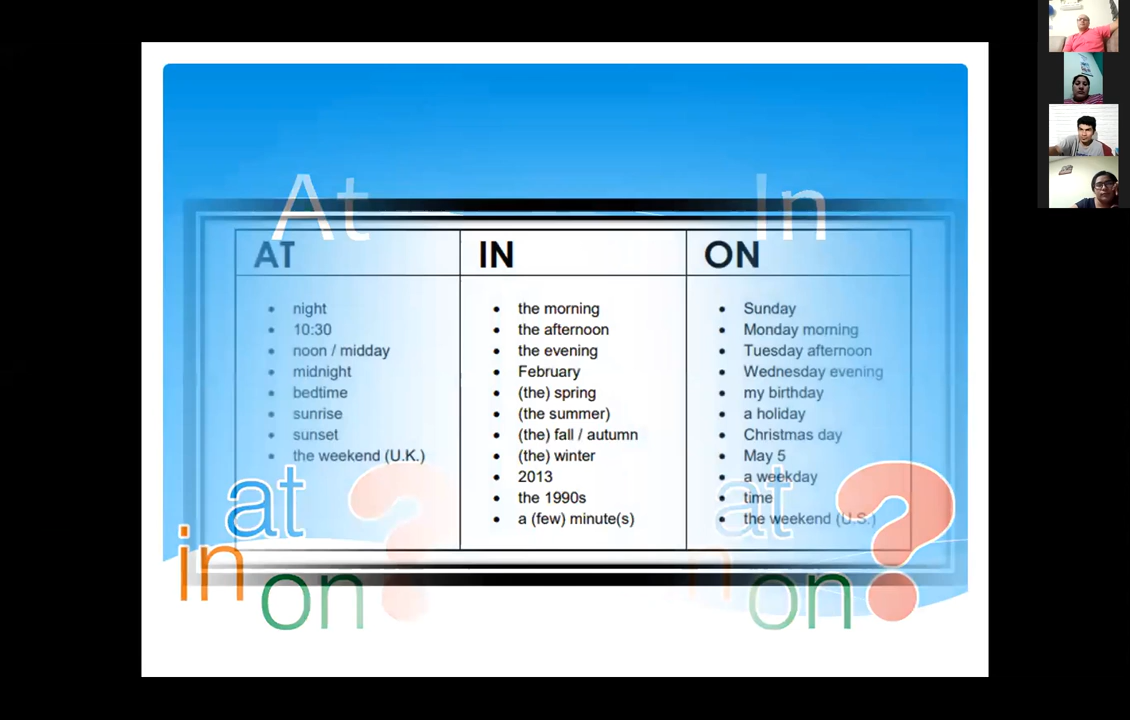 At
In
AT
night
10:30
noon / midday
midnight
bedtime
sunrise
sunset
the weekend (U.K.)
IN
the morning
the afternoon
the evening
February
(the) spring
(the summer)
(the) fall / autumn
(the) winter
2013
the 1990s
a (few) minute(s)
ON
Sunday
Monday morning
Tuesday afternoon
Wednesday evening
my birthday
a holiday
Christmas day
May 5
a weekday
time
the weekend (U.S.)
at
in
on
?
at
in
on
?